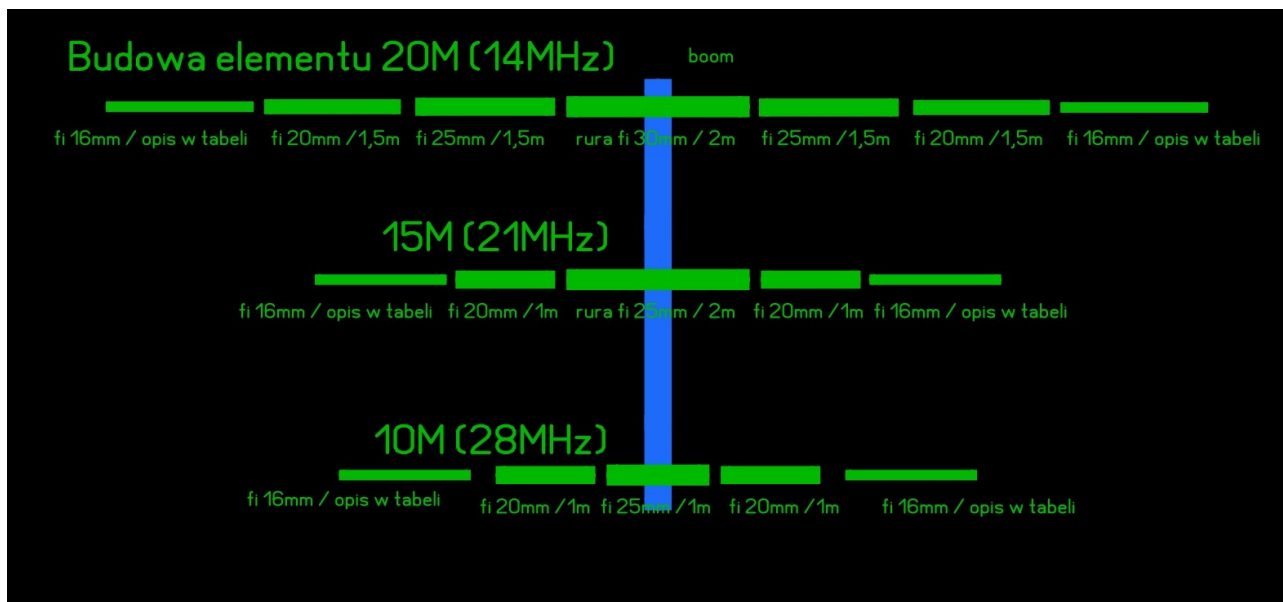 Budowa elementu 20M (14MHz)
boom
fi 16mm / opis w tabeli fi 20mm /1,5m fi 25mm /1,5m rura fi 30mm / 2m fi 25mm /1,5m fi 20mm /1,5m fi 16mm / opis w tabeli
15M (21MHz)
fi 16mm / opis w tabeli fi 20mm /1m rura fi 25mm / 2m fi 20mm /1m fi 16mm / opis w tabeli
10M (28MHz)
fi 16mm / opis w tabeli fi 20mm /1m fi 25mm /1m fi 20mm /1m fi 16mm / opis w tabeli